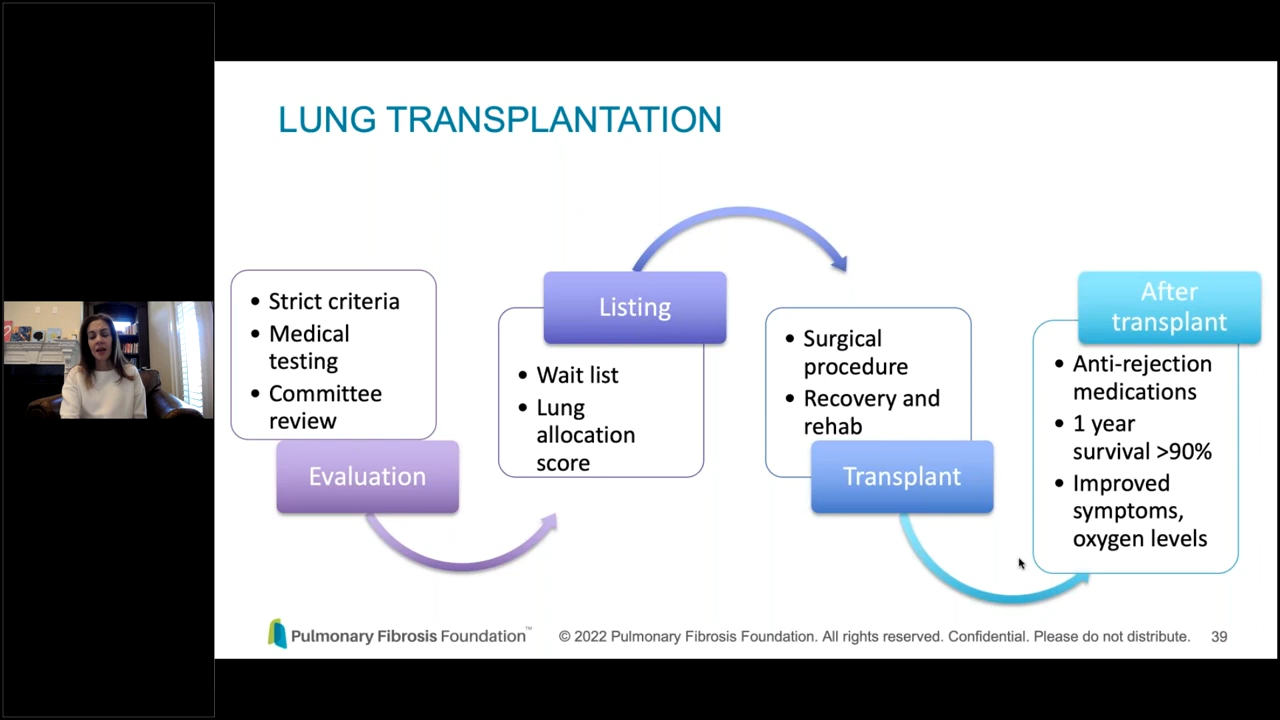 LUNG TRANSPLANTATION
• Strict criteria
• Medical
testing
• Committee
review
Evaluation
Listing
• Wait list
• Lung
allocation
score
• Surgical
procedure
• Recovery and
rehab
Transplant
After
transplant
• Anti-rejection
medications
• 1 year
survival >90%
• Improved
symptoms,
oxygen levels
Pulmonary Fibrosis Foundation™
© 2022 Pulmonary Fibrosis Foundation. All rights reserved. Confidential. Please do not distribute. 39